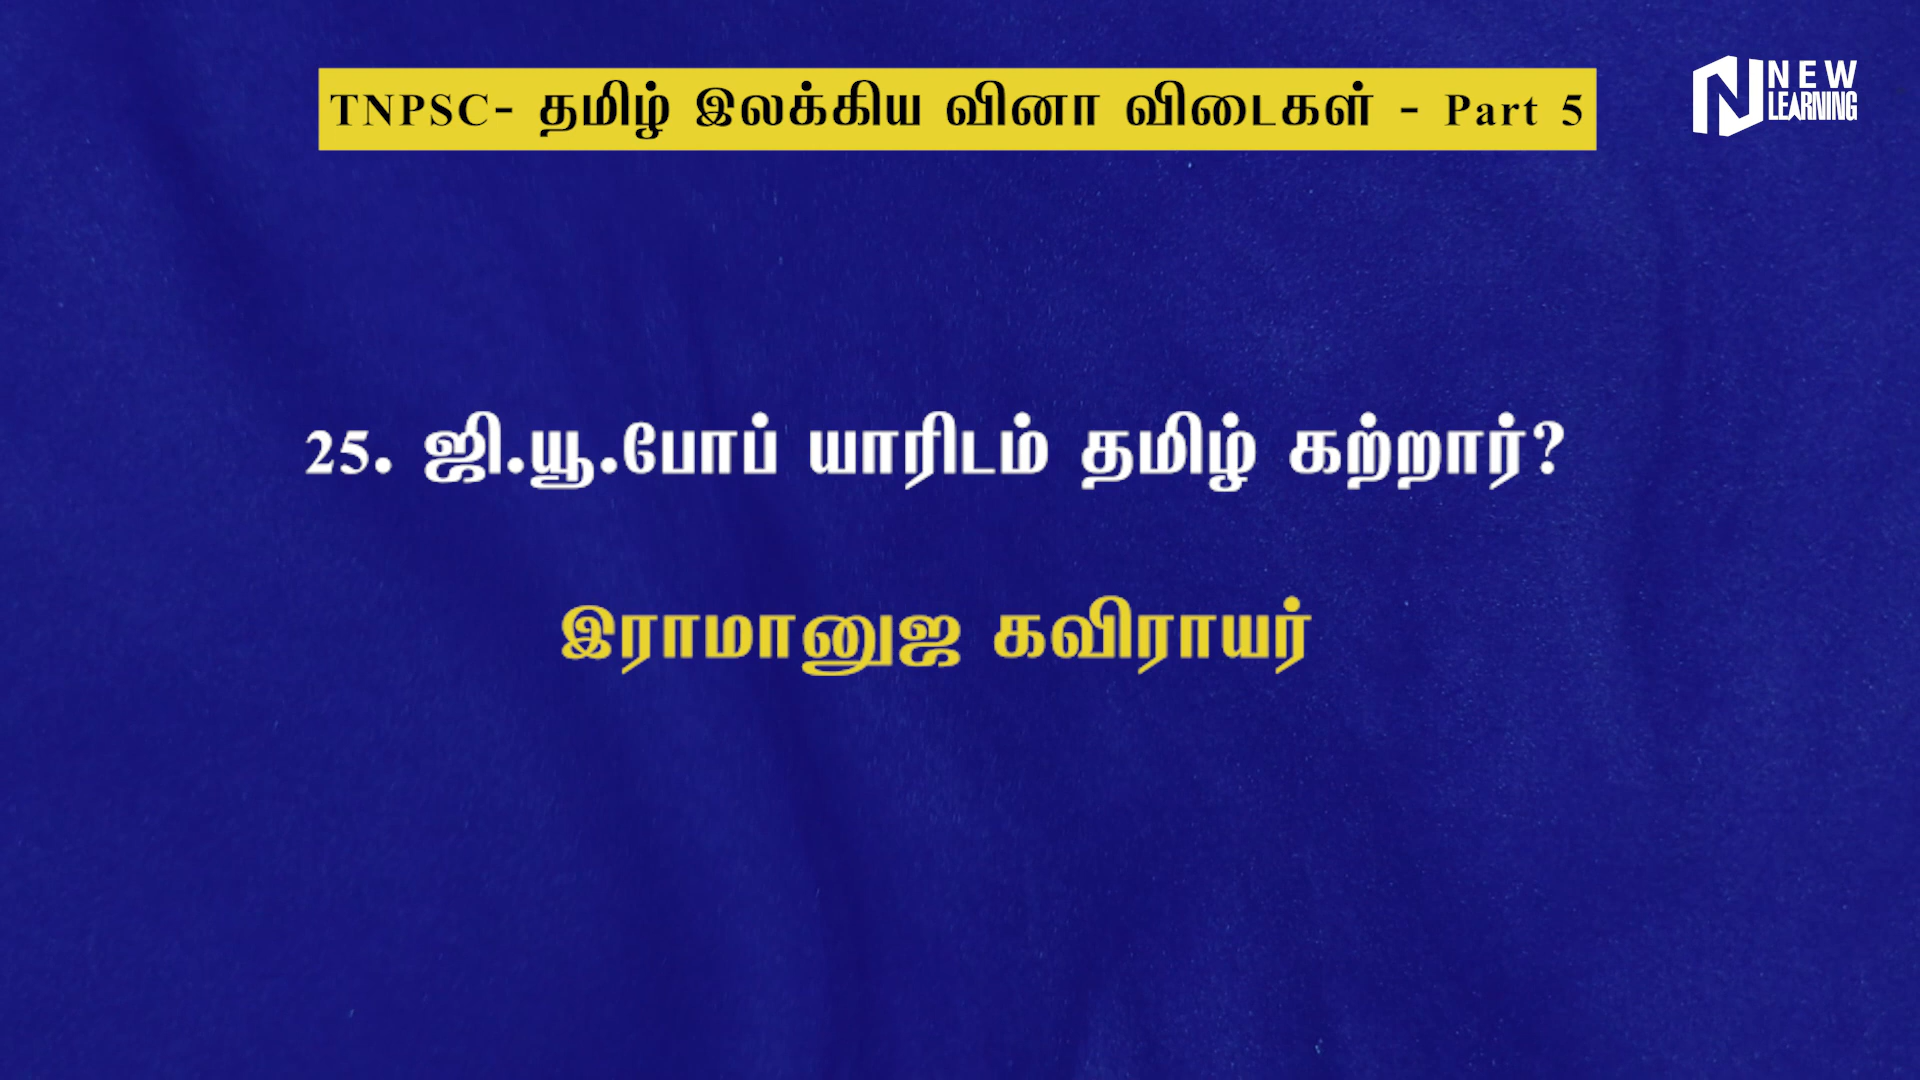 TNPSC- தமிழ் இலக்கிய வினா விடைகள் - Part 5
NEW
LEARNING
25. ஜி.யூ.போப் யாரிடம் தமிழ் கற்றார்?
இராமானுஜ கவிராயர்